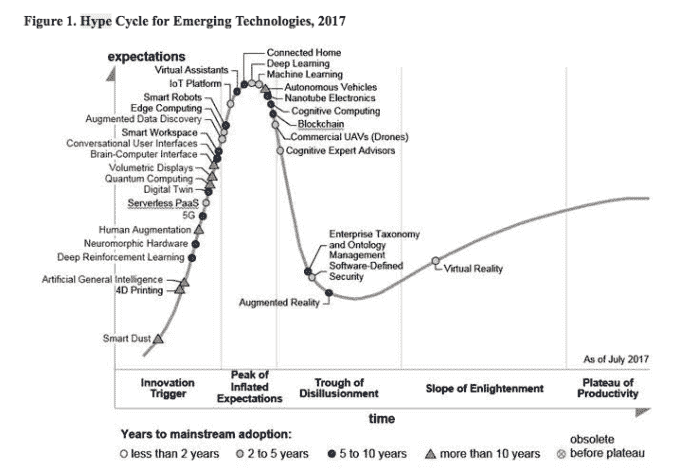 Figure 1. Hype Cycle for Emerging Technologies, 2017
expectations
Connected Home
Deep Learning
Machine Learning
Autonomous Vehicles
Nanotube Electronics
Cognitive Computing
Blockchain
Commercial UAVs (Drones)
Cognitive Expert Advisors
Virtual Assistants
IoT Platform
Smart Robots
Edge Computing
Augmented Data Discovery
Smart Workspace
Conversational User Interfaces
Brain-Computer Interface
Volumetric Displays
Quantum Computing
Digital Twin
Serverless PaaS
5G
Human Augmentation
Neuromorphic Hardware
Deep Reinforcement Learning
Artificial General Intelligence
4D Printing
Smart Dust
Enterprise Taxonomy
and Ontology
Management
Software-Defined
Security
Augmented Reality
Virtual Reality
As of July 2017
Innovation
Trigger
Peak of
Inflated
Expectations
Trough of
Disillusionment
Slope of Enlightenment
Plateau of
Productivity
time
Years to mainstream adoption:
less than 2 years
2 to 5 years
5 to 10 years
more than 10 years
obsolete
before plateau